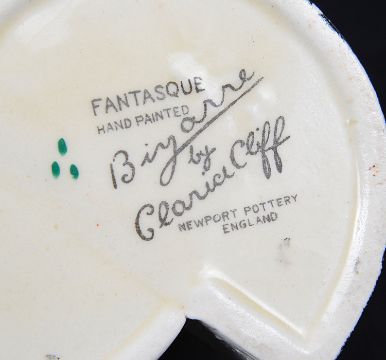 FANTASQUE
HAND PAINTED
Bizarre
by
Clarice Cliff
NEWPORT POTTERY
ENGLAND